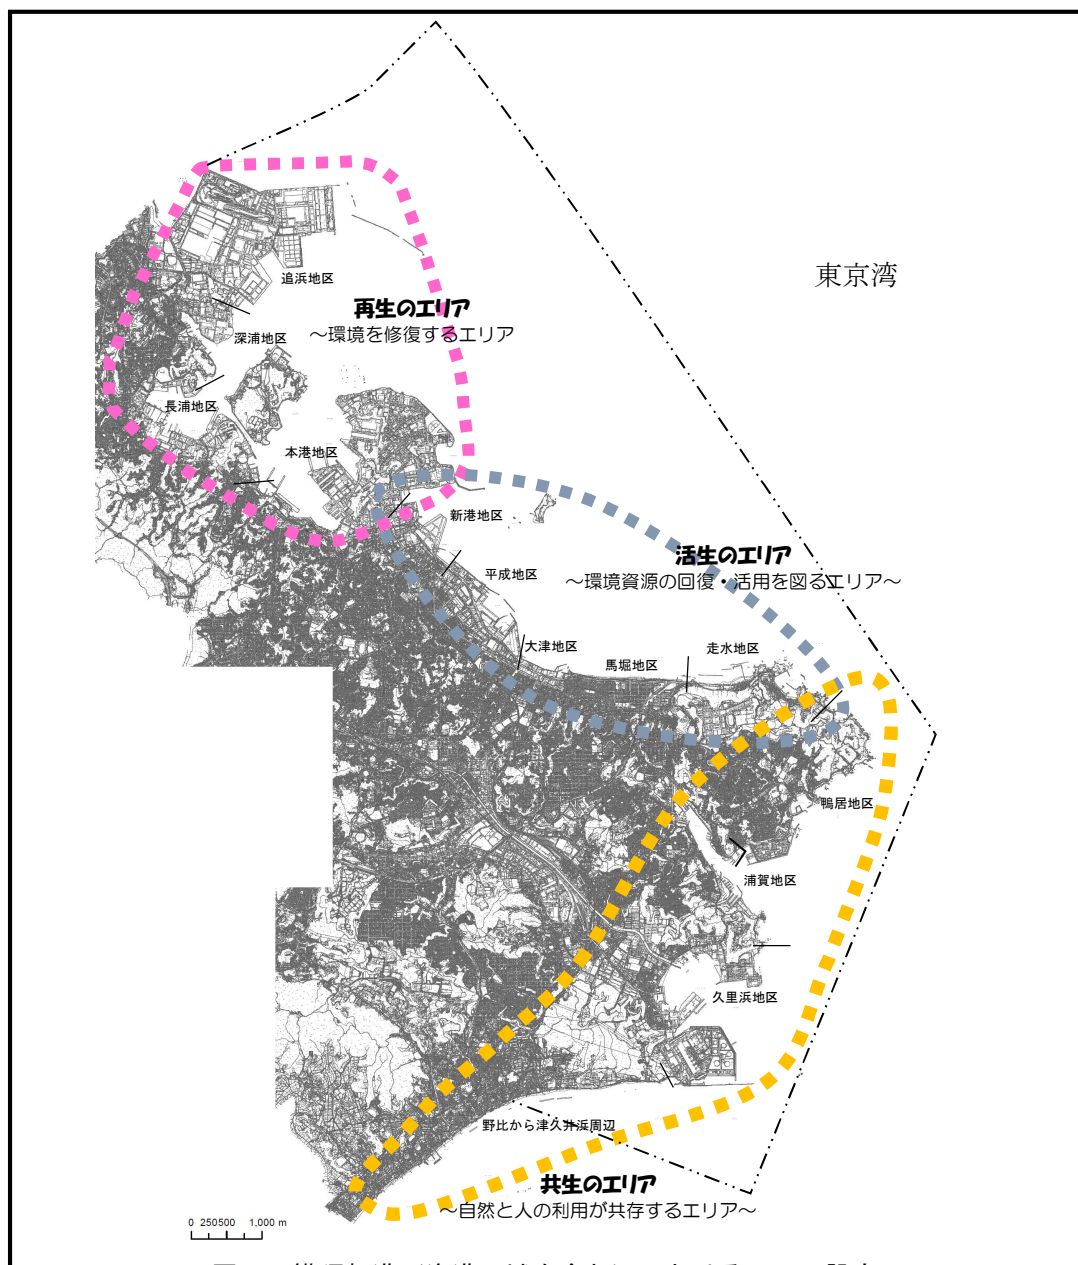 東京湾
追浜地区
再生のエリア
～環境を修復するエリア
深浦地区
長浦地区
本港地区
新港地区
活生のエリア
～環境資源の回復・活用を図るエリア～
平成地区
大津地区
馬堀地区
走水地区
鴨居地区
浦賀地区
久里浜地区
野比から津久井浜周辺
共生のエリア
～自然と人の利用が共存するエリア～
0 250500 1,000 m